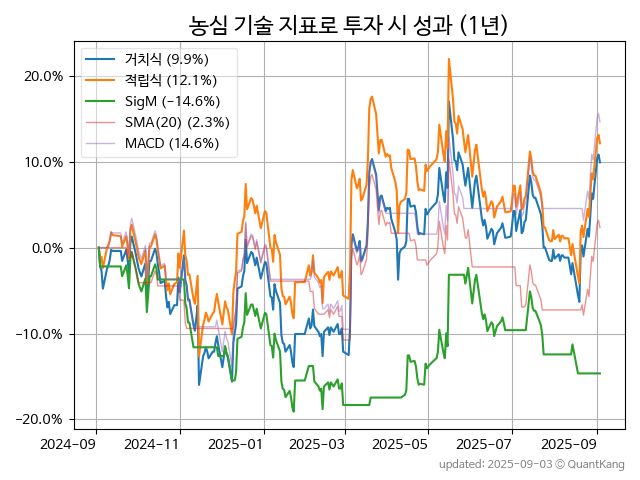 농심 기술 지표로 투자 시 성과 (1년)
거치식 (9.9%)
적립식 (12.1%)
SigM (-14.6%)
SMA(20) (2.3%)
MACD (14.6%)
20.0%
10.0%
0.0%
-10.0%
-20.0%
2024-09 2024-11 2025-01 2025-03 2025-05 2025-07 2025-09
updated: 2025-09-03 © QuantKang